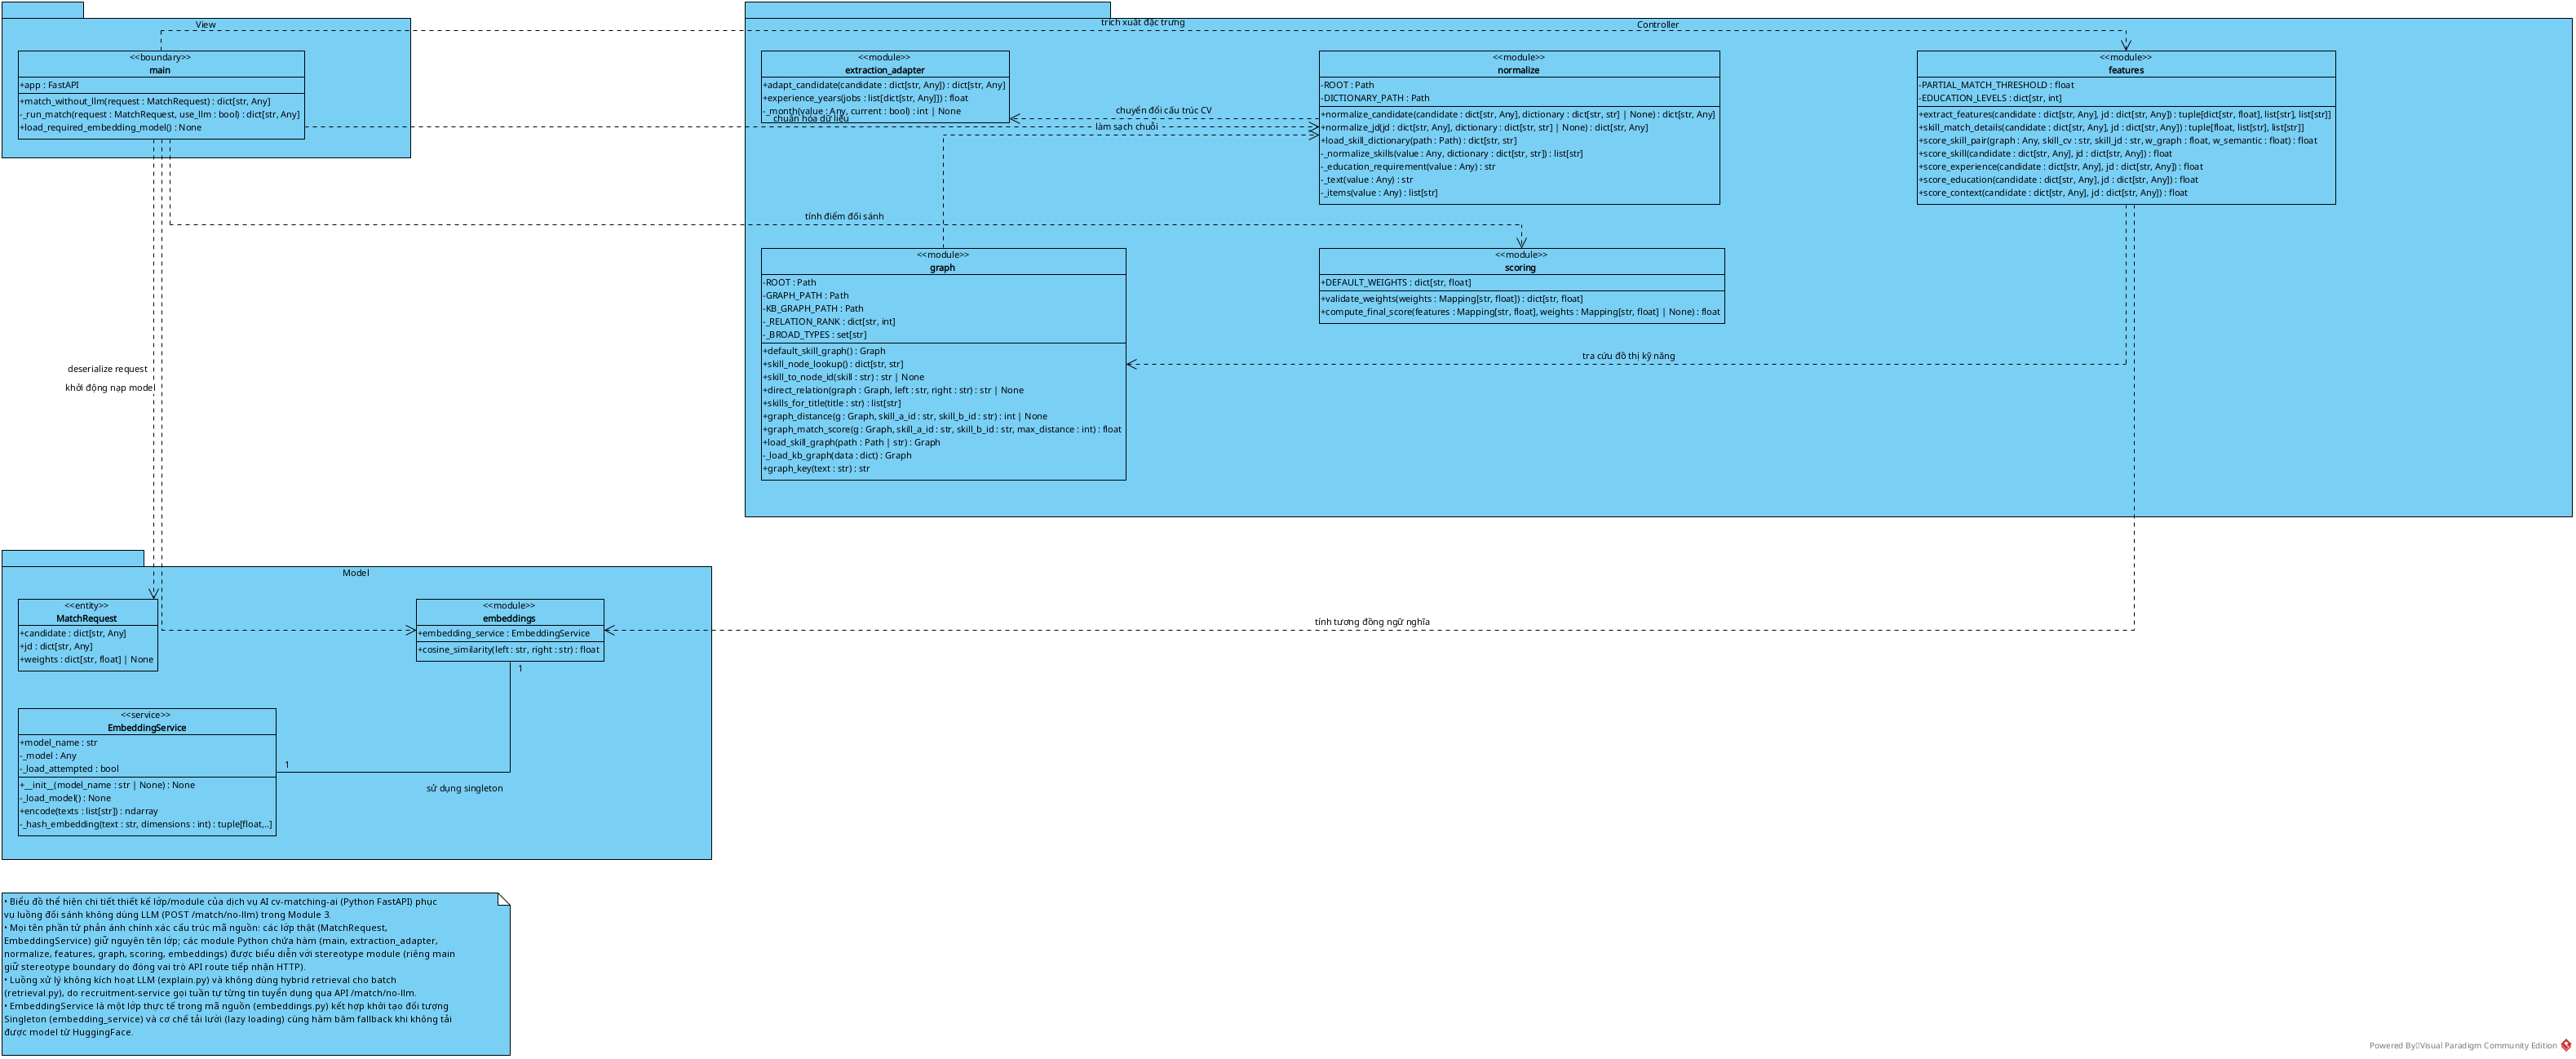 View
<<boundary>>
main
+app : FastAPI
+match_without_llm(request : MatchRequest) : dict[str, Any]
-_run_match(request : MatchRequest, use_llm : bool) : dict[str, Any]
+load_required_embedding_model() : None
trích xuất đặc trưng
Controller
<<module>>
extraction_adapter
+adapt_candidate(candidate : dict[str, Any]) : dict[str, Any]
+experience_years(jobs : list[dict[str, Any]]) : float
-_month(value : Any, current : bool) : int | None
chuẩn hóa dữ liệu
chuyển đổi cấu trúc CV
làm sạch chuỗi
<<module>>
normalize
-ROOT : Path
-DICTIONARY_PATH : Path
+normalize_candidate(candidate : dict[str, Any], dictionary : dict[str, str] | None) : dict[str, Any]
+normalize_jd(jd : dict[str, Any], dictionary : dict[str, str] | None) : dict[str, Any]
+load_skill_dictionary(path : Path) : dict[str, str]
-_normalize_skills(value : Any, dictionary : dict[str, str]) : list[str]
-_education_requirement(value : Any) : str
-_text(value : Any) : str
-_items(value : Any) : list[str]
<<module>>
features
-PARTIAL_MATCH_THRESHOLD : float
-EDUCATION_LEVELS : dict[str, int]
+extract_features(candidate : dict[str, Any], jd : dict[str, Any]) : tuple[dict[str, float], list[str], list[str]]
+skill_match_details(candidate : dict[str, Any], jd : dict[str, Any]) : tuple[float, list[str], list[str]]
+score_skill_pair(graph : Any, skill_cv : str, skill_jd : str, w_graph : float, w_semantic : float) : float
+score_skill(candidate : dict[str, Any], jd : dict[str, Any]) : float
+score_experience(candidate : dict[str, Any], jd : dict[str, Any]) : float
+score_education(candidate : dict[str, Any], jd : dict[str, Any]) : float
+score_context(candidate : dict[str, Any], jd : dict[str, Any]) : float
tính điểm đối sánh
<<module>>
graph
-ROOT : Path
-GRAPH_PATH : Path
-KB_GRAPH_PATH : Path
-_RELATION_RANK : dict[str, int]
-_BROAD_TYPES : set[str]
+default_skill_graph() : Graph
+skill_node_lookup() : dict[str, str]
+skill_to_node_id(skill : str) : str | None
+direct_relation(graph : Graph, left : str, right : str) : str | None
+skills_for_title(title : str) : list[str]
+graph_distance(g : Graph, skill_a_id : str, skill_b_id : str) : int | None
+graph_match_score(g : Graph, skill_a_id : str, skill_b_id : str, max_distance : int) : float
+load_skill_graph(path : Path | str) : Graph
-_load_kb_graph(data : dict) : Graph
+graph_key(text : str) : str
<<module>>
scoring
+DEFAULT_WEIGHTS : dict[str, float]
+validate_weights(weights : Mapping[str, float]) : dict[str, float]
+compute_final_score(features : Mapping[str, float], weights : Mapping[str, float] | None) : float
tra cứu đồ thị kỹ năng
deserialize request
khởi động nạp model
Model
<<entity>>
MatchRequest
+candidate : dict[str, Any]
+jd : dict[str, Any]
+weights : dict[str, float] | None
<<module>>
embeddings
+embedding_service : EmbeddingService
+cosine_similarity(left : str, right : str) : float
tính tương đồng ngữ nghĩa
1
<<service>>
EmbeddingService
+model_name : str
-_model : Any
-_load_attempted : bool
+__init__(model_name : str | None) : None
-_load_model() : None
+encode(texts : list[str]) : ndarray
-_hash_embedding(text : str, dimensions : int) : tuple[float,..]
1
sử dụng singleton
• Biểu đồ thể hiện chi tiết thiết kế lớp/module của dịch vụ AI cv-matching-ai (Python FastAPI) phục
vụ luồng đối sánh không dùng LLM (POST /match/no-llm) trong Module 3.
• Mọi tên phần tử phản ánh chính xác cấu trúc mã nguồn: các lớp thật (MatchRequest,
EmbeddingService) giữ nguyên tên lớp; các module Python chứa hàm (main, extraction_adapter,
normalize, features, graph, scoring, embeddings) được biểu diễn với stereotype module (riêng main
giữ stereotype boundary do đóng vai trò API route tiếp nhận HTTP).
• Luồng xử lý không kích hoạt LLM (explain.py) và không dùng hybrid retrieval cho batch
(retrieval.py), do recruitment-service gọi tuần tự từng tin tuyển dụng qua API /match/no-llm.
• EmbeddingService là một lớp thực tế trong mã nguồn (embeddings.py) kết hợp khởi tạo đối tượng
Singleton (embedding_service) và cơ chế tải lười (lazy loading) cùng hàm băm fallback khi không tải
được model từ HuggingFace.
Powered By Visual Paradigm Community Edition